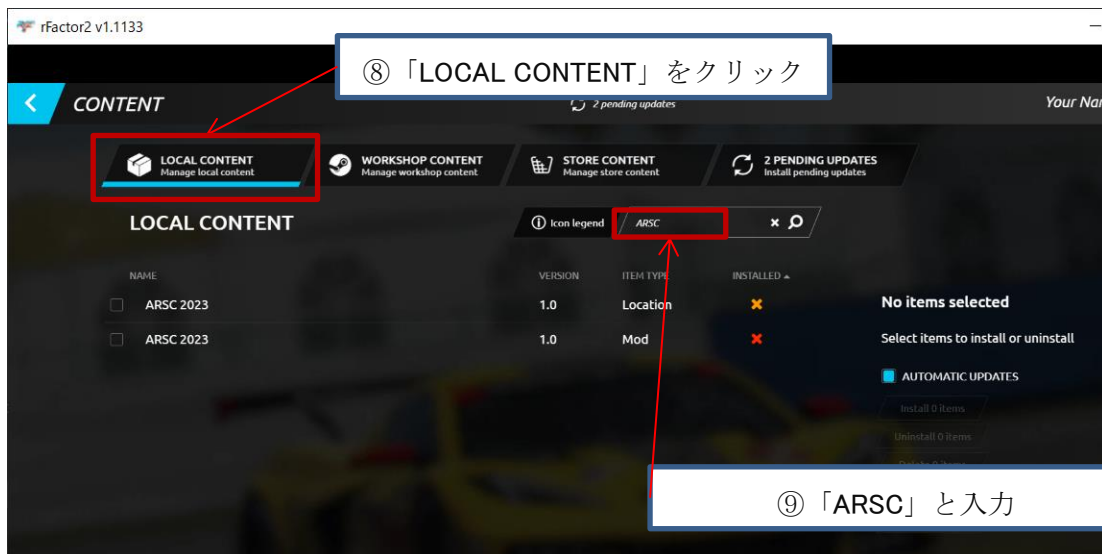 rFactor2 v1.1133
⑧「LOCAL CONTENT」をクリック
CONTENT
2 pending updates
Your Nar
LOCAL CONTENT
Manage local content
WORKSHOP CONTENT
Manage workshop content
STORE CONTENT
Manage store content
2 PENDING UPDATES
Install pending updates
LOCAL CONTENT
Icon legend
ARSC
NAME VERSION ITEM TYPE INSTALLED
ARSC 2023 1.0 Location
ARSC 2023 1.0 Mod
No items selected
Select items to install or uninstall
AUTOMATIC UPDATES
Install 0 items
Uninstall 0 items
Delete 0 items
⑨「ARSC」と入力